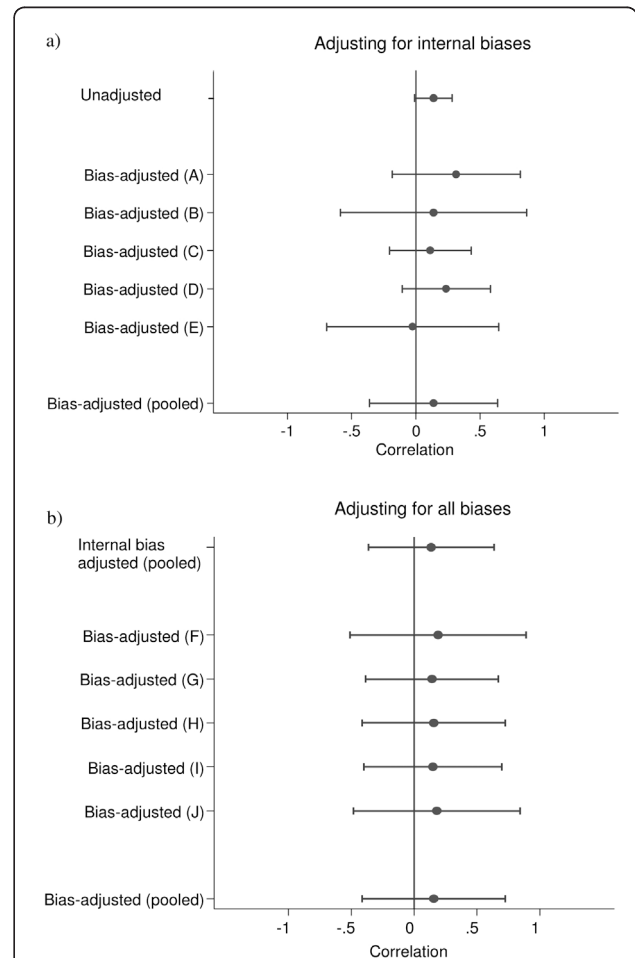 a)
Adjusting for internal biases
Unadjusted
Bias-adjusted (A)
Bias-adjusted (B)
Bias-adjusted (C)
Bias-adjusted (D)
Bias-adjusted (E)
Bias-adjusted (pooled)
-1 -.5 0 .5 1
Correlation
b)
Adjusting for all biases
Internal bias
adjusted (pooled)
Bias-adjusted (F)
Bias-adjusted (G)
Bias-adjusted (H)
Bias-adjusted (I)
Bias-adjusted (J)
Bias-adjusted (pooled)
-1 -.5 0 .5 1
Correlation